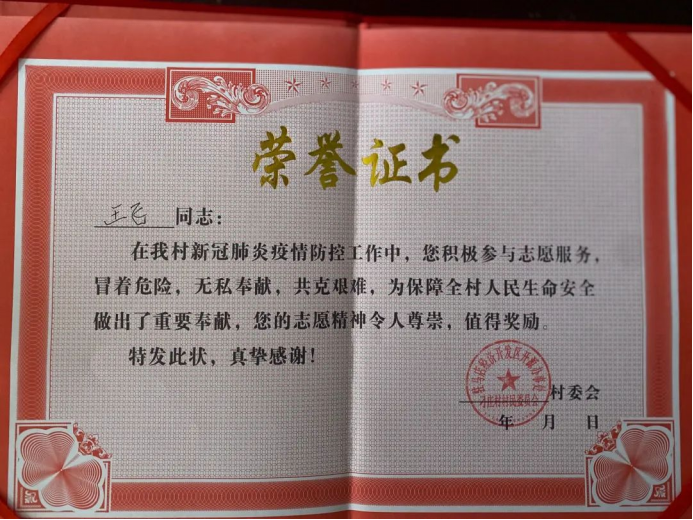 荣誉证书
王飞 同志：
在我村新冠肺炎疫情防控工作中，您积极参与志愿服务，
冒着危险，无私奉献，共克艰难，为保障全村人民生命安全
做出了重要奉献，您的志愿精神令人尊崇，值得奖励。
特发此状，真挚感谢！
村委会
年 月 日